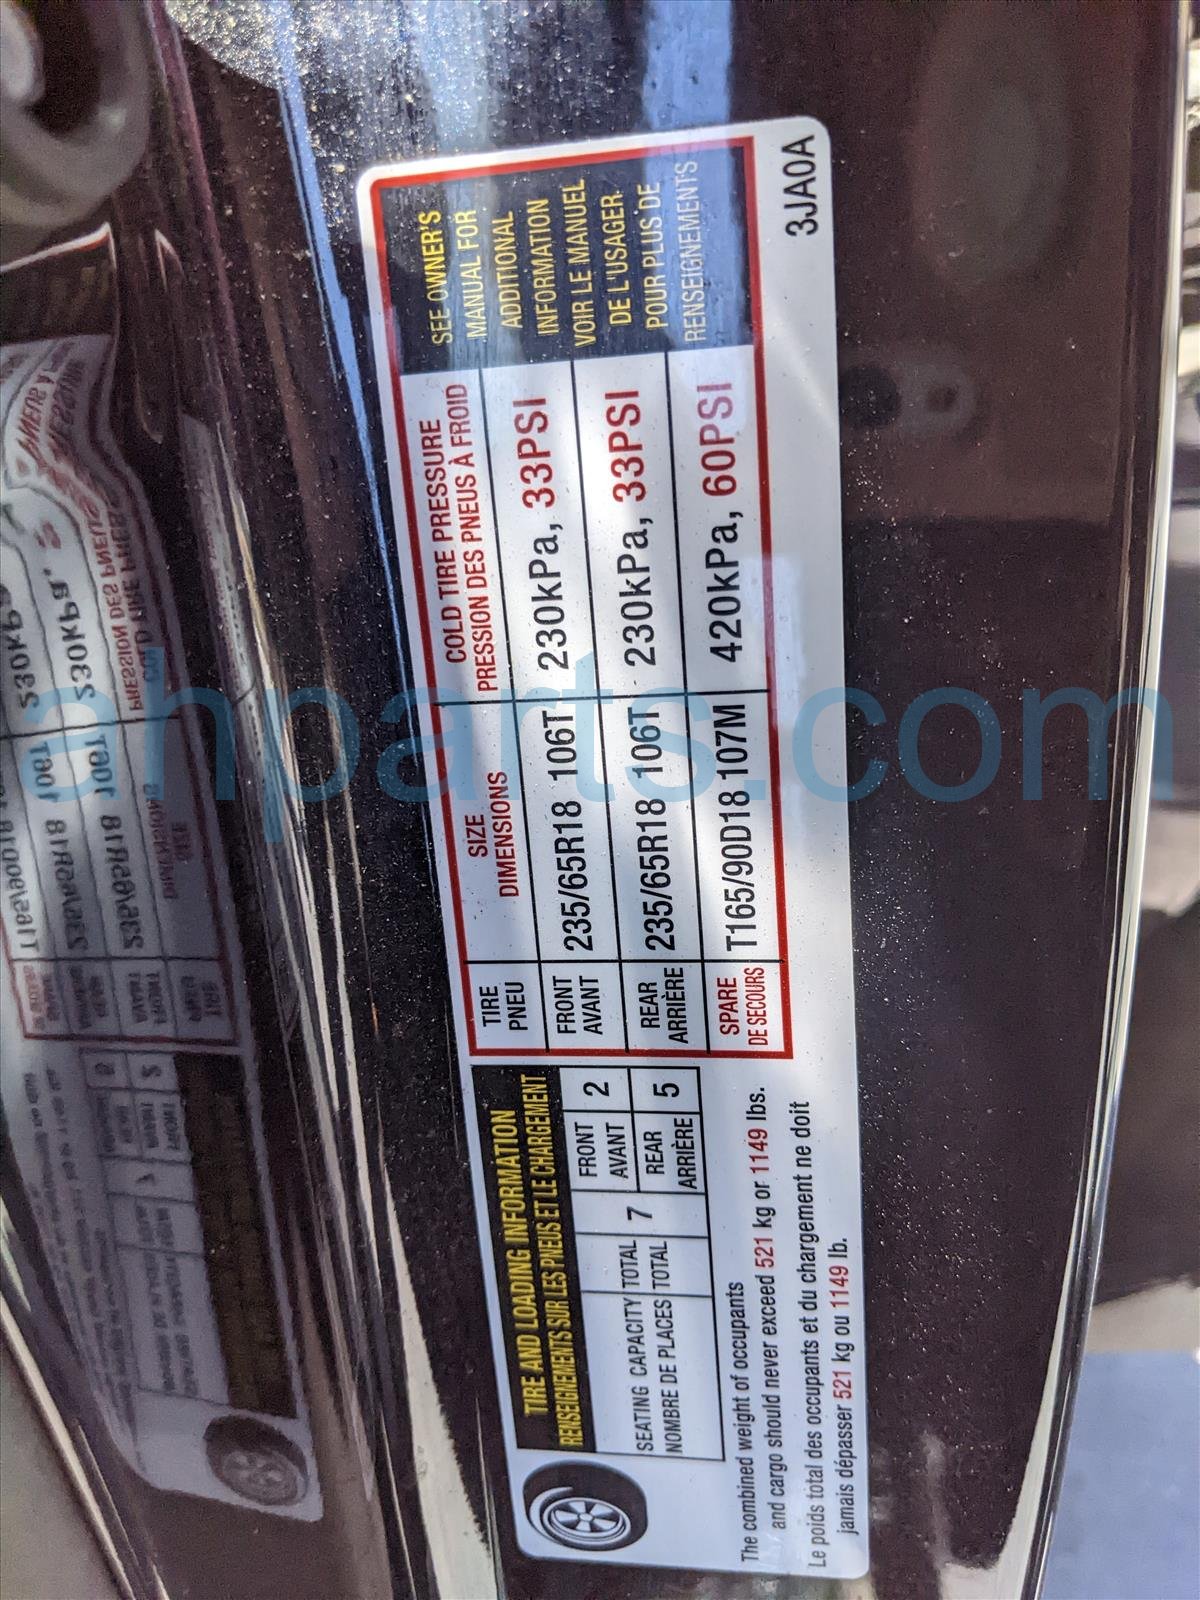 TIRE AND LOADING INFORMATION
RENSEIGNEMENTS SUR LES PNEUS ET LE CHARGEMENT
SEATING CAPACITY TOTAL
NOMBRE DE PLACES TOTAL 7
FRONT
AVANT 2
REAR
ARRIÈRE 5
The combined weight of occupants
and cargo should never exceed 521 kg or 1149 lbs.
Le poids total des occupants et du chargement ne doit
jamais dépasser 521 kg ou 1149 lb.
TIRE
PNEU
SIZE
DIMENSIONS
COLD TIRE PRESSURE
PRESSION DES PNEUS À FROID
FRONT
AVANT
235/65R18 106T
230kPa, 33PSI
REAR
ARRIÈRE
235/65R18 106T
230kPa, 33PSI
SPARE
DE SECOURS
T165/90D18 107M
420kPa, 60PSI
SEE OWNER'S
MANUAL FOR
ADDITIONAL
INFORMATION
VOIR LE MANUEL
DE L'USAGER
POUR PLUS DE
RENSEIGNEMENTS
3JA0A
ahparts.com